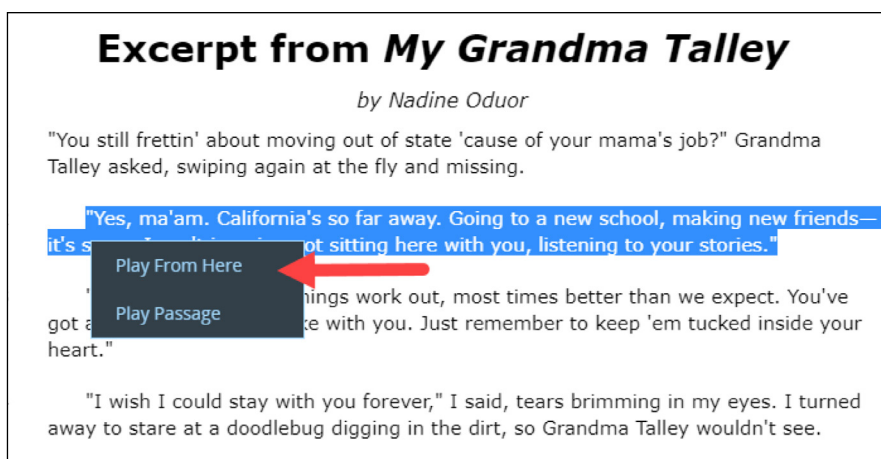 Excerpt from My Grandma Talley
by Nadine Oduor
"You still frettin' about moving out of state 'cause of your mama's job?" Grandma
Talley asked, swiping again at the fly and missing.
"Yes, ma'am. California's so far away. Going to a new school, making new friends—
it's sitting here with you, listening to your stories."
Play From Here
work out, most times better than we expect. You've
Play Passage
got with you. Just remember to keep 'em tucked inside your
heart."
"I wish I could stay with you forever," I said, tears brimming in my eyes. I turned
away to stare at a doodlebug digging in the dirt, so Grandma Talley wouldn't see.